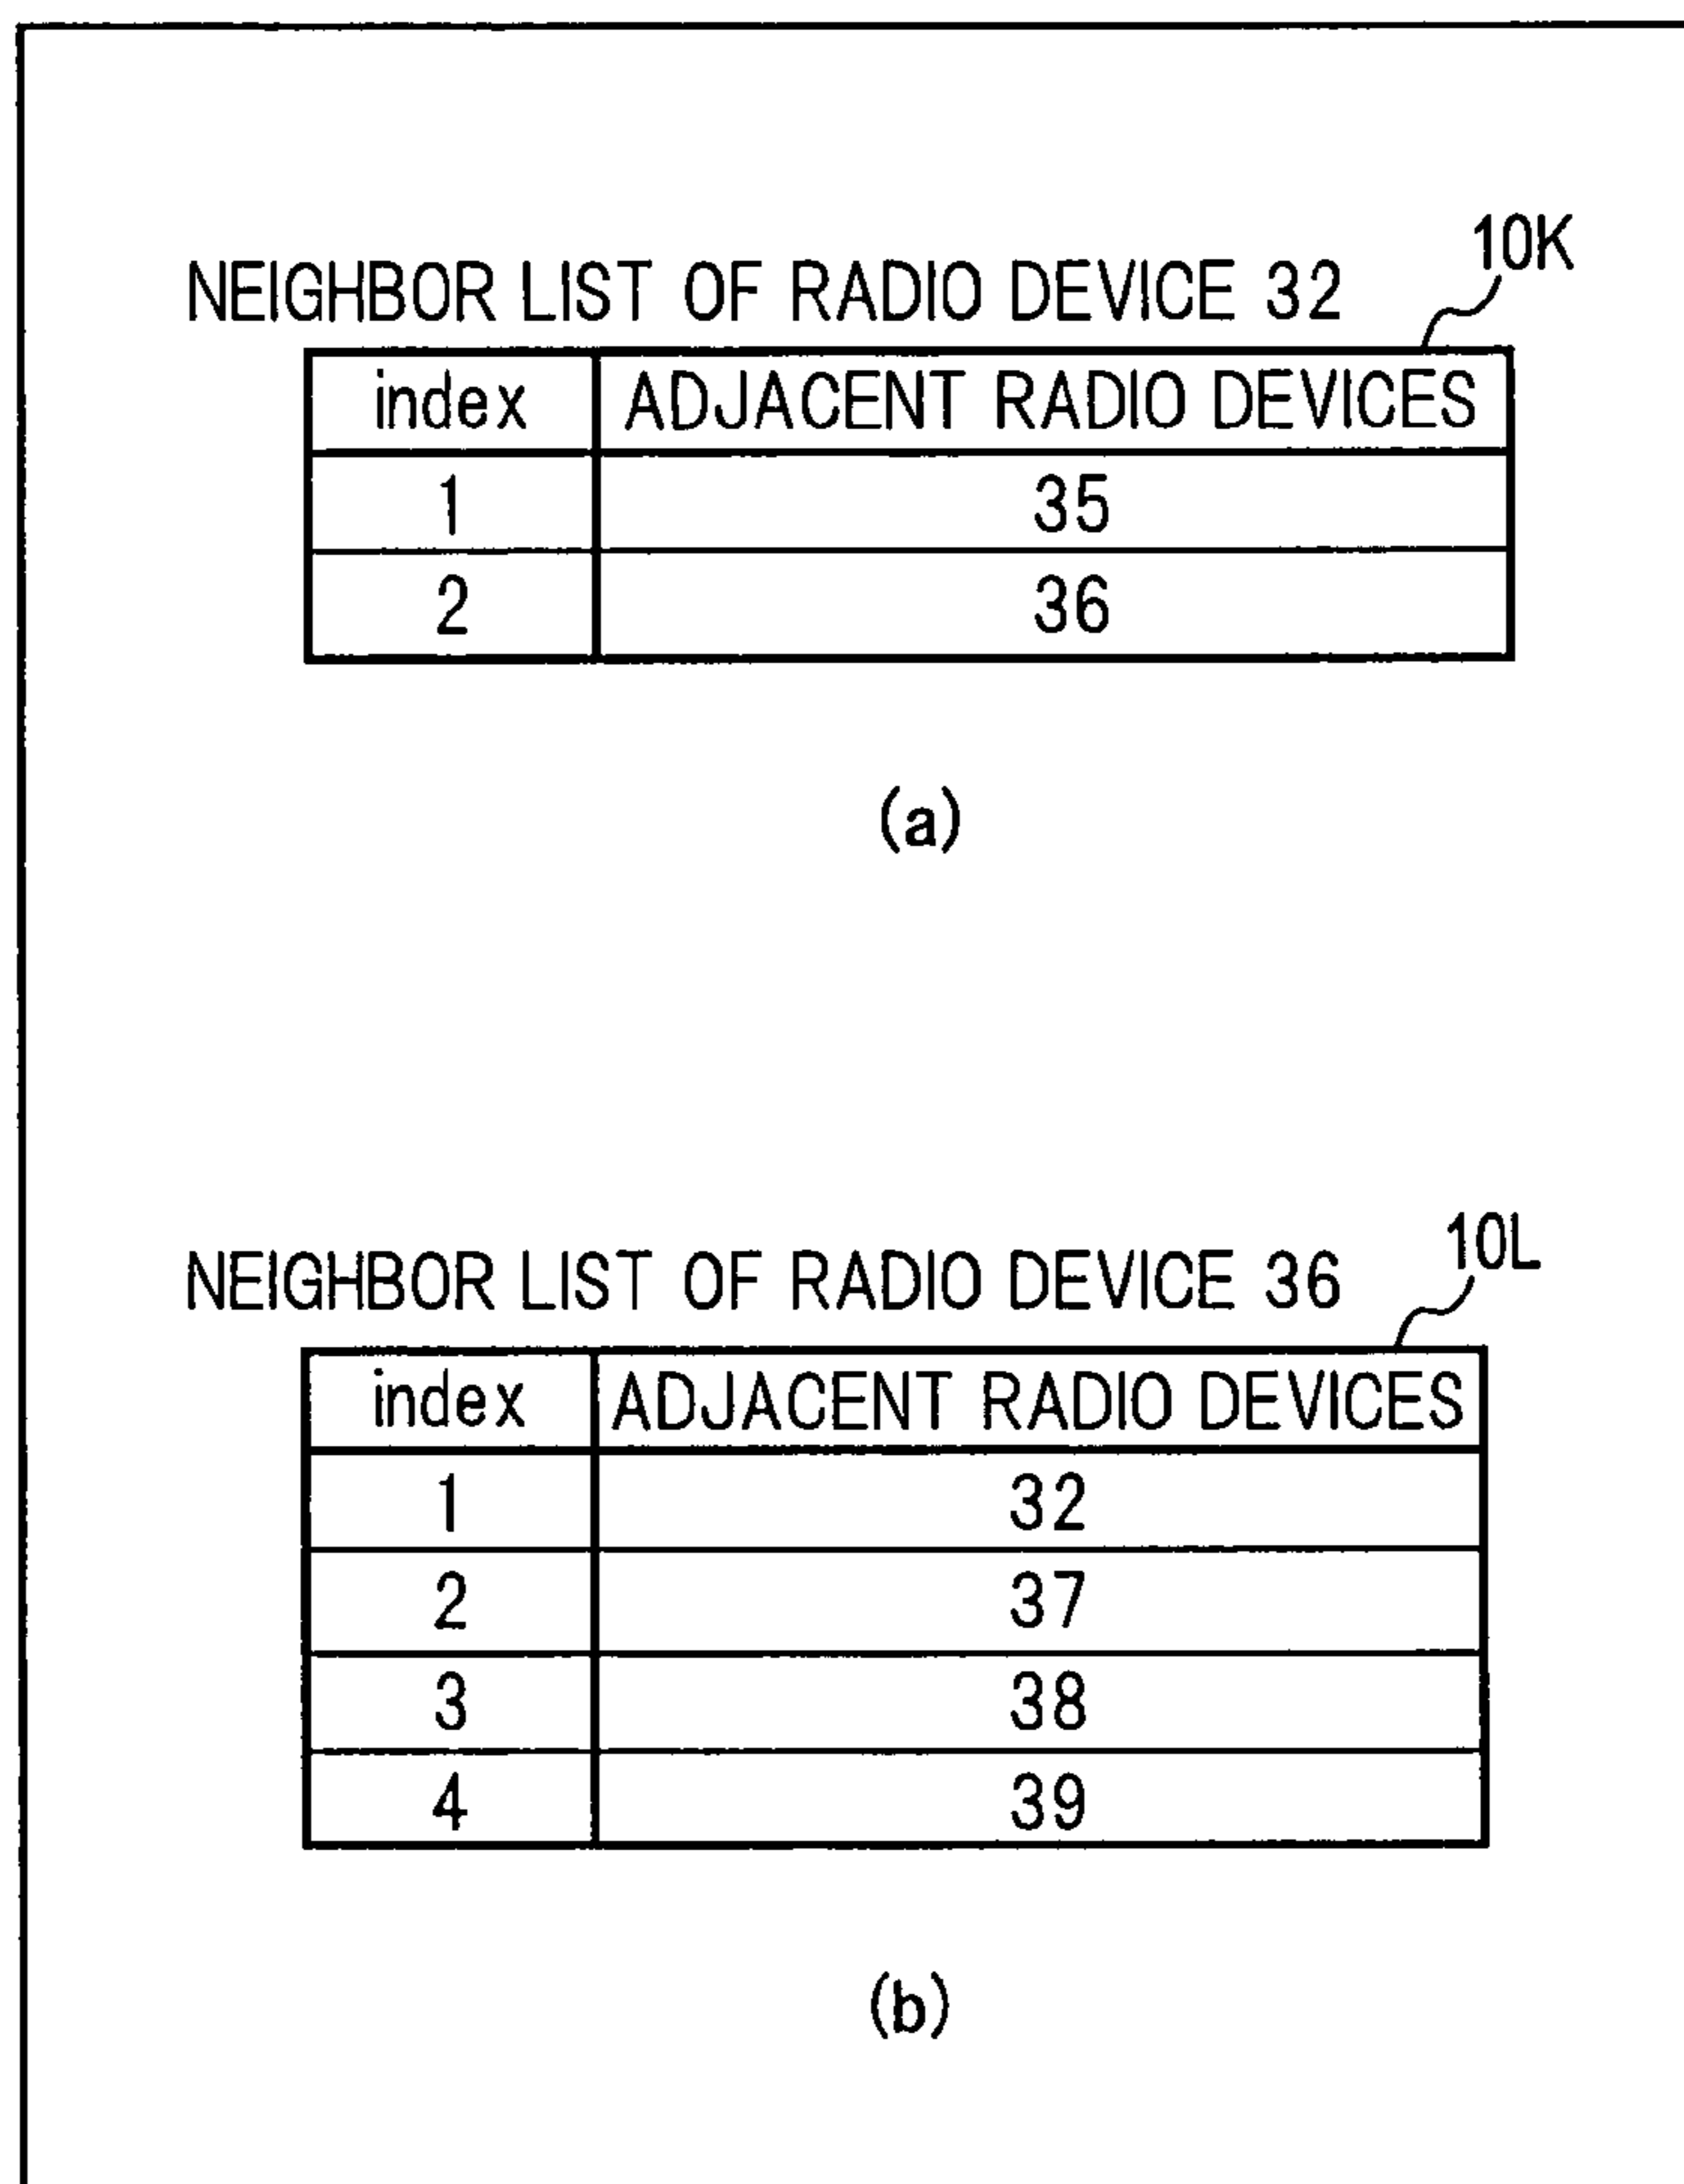 10K
NEIGHBOR LIST OF RADIO DEVICE 32
index ADJACENT RADIO DEVICES
1 35
2 36
(a)
10L
NEIGHBOR LIST OF RADIO DEVICE 36
index ADJACENT RADIO DEVICES
1 32
2 37
3 38
4 39
(b)